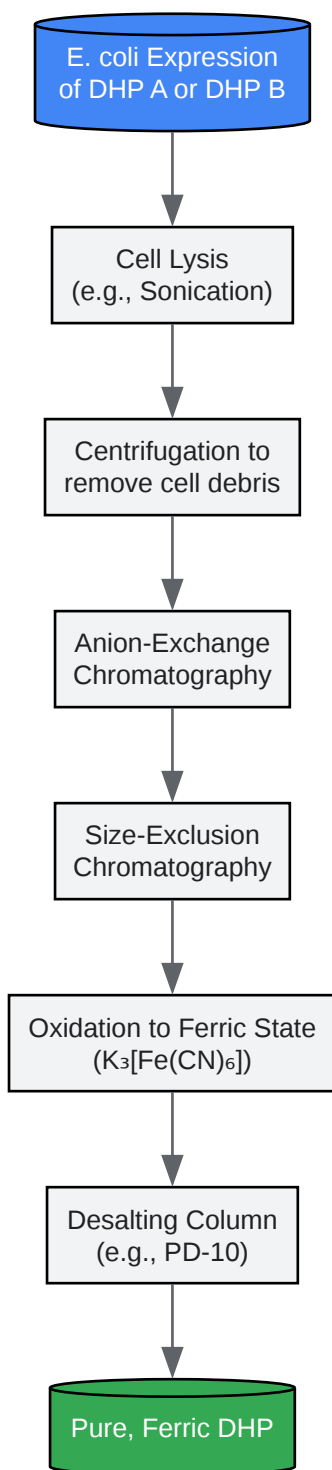 E. coli Expression
of DHP A or DHP B
Cell Lysis
(e.g., Sonication)
Centrifugation to
remove cell debris
Anion-Exchange
Chromatography
Size-Exclusion
Chromatography
Oxidation to Ferric State
(K₃[Fe(CN)₆])
Desalting Column
(e.g., PD-10)
Pure, Ferric DHP